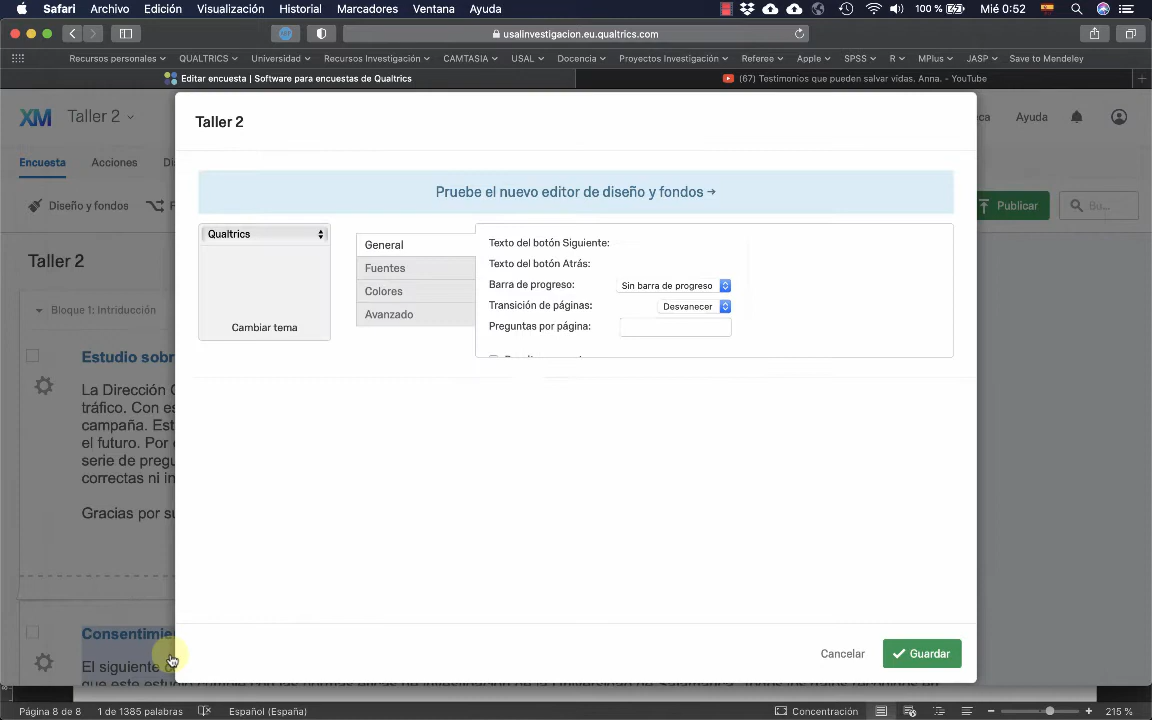 Safari Archivo Edición Visualización Historial Marcadores Ventana Ayuda 100 % Mié 0:52
usalinvestigacion.eu.qualtrics.com
Recursos personales QUALTRICS Universidad Recursos Investigación CAMTASIA USAL Docencia Proyectos Investigación Referee Apple SPSS R MPlus JASP Save to Mendeley
Editar encuesta | Software para encuestas de Qualtrics (67) Testimonios que pueden salvar vidas. Anna. - YouTube
XM Taller 2 Ayuda
Taller 2
Encuesta Acciones
Pruebe el nuevo editor de diseño y fondos →
Diseño y fondos Publicar Bu...
Qualtrics
General
Fuentes
Colores
Avanzado
Cambiar tema
Texto del botón Siguiente:
Texto del botón Atrás:
Barra de progreso: Sin barra de progreso
Transición de páginas: Desvanecer
Preguntas por página:
Taller 2
Bloque 1: Intriducción
Estudio sobr
La Dirección
tráfico. Con es
campaña. Est
el futuro. Por
serie de preg
correctas ni in
Gracias por su
Consentimie
El siguiente
Cancelar Guardar
Página 8 de 8 1 de 1385 palabras Español (España) Concentración 215 %